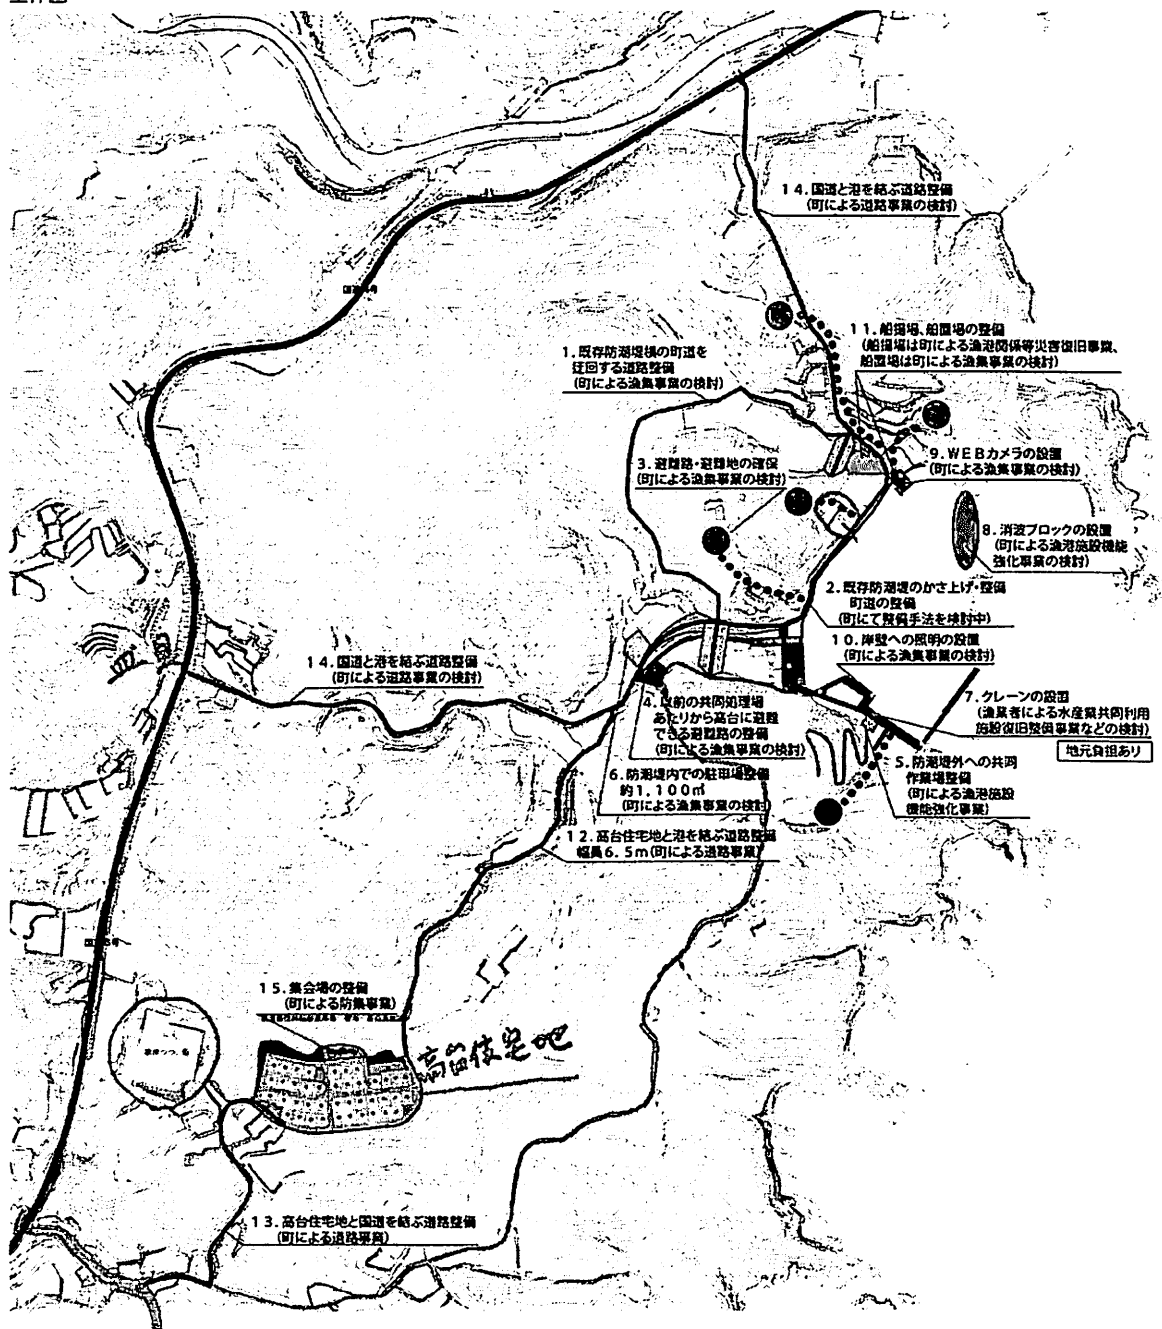 14.国道と港を結ぶ道路整備
(町による道路事業の検討)
11.船揚場、船置場の整備
(船揚場は町による漁港関係等災害復旧事業、
船置場は町による漁集事業の検討)
1.既存防潮堤横の町道を
迂回する道路整備
(町による漁集事業の検討)
9.WEBカメラの設置
(町による漁集事業の検討)
3.避難路・避難地の確保
(町による漁集事業の検討)
8.消波ブロックの設置
(町による漁港施設機能
強化事業の検討)
2.既存防潮堤のかさ上げ・整備
町道の整備
(町にて整備手法を検討中)
10.岸壁への照明の設置
(町による漁集事業の検討)
14.国道と港を結ぶ道路整備
(町による道路事業の検討)
7.クレーンの設置
(漁業者による水産業共同利用
施設復旧整備事業などの検討)
地元負担あり
4.以前の共同処理場
あたりから高台に避難
できる避難路の整備
(町による漁集事業の検討)
5.防潮堤外への共同
作業場整備
(町による漁港施設
機能強化事業)
6.防潮堤内での駐車場整備
約1,100㎡
(町による漁集事業の検討)
12.高台住宅地と港を結ぶ道路整備
幅員6.5m(町による道路事業)
15.集会場の整備
(町による防集事業)
高台住宅地
13.高台住宅地と国道を結ぶ道路整備
(町による道路事業)